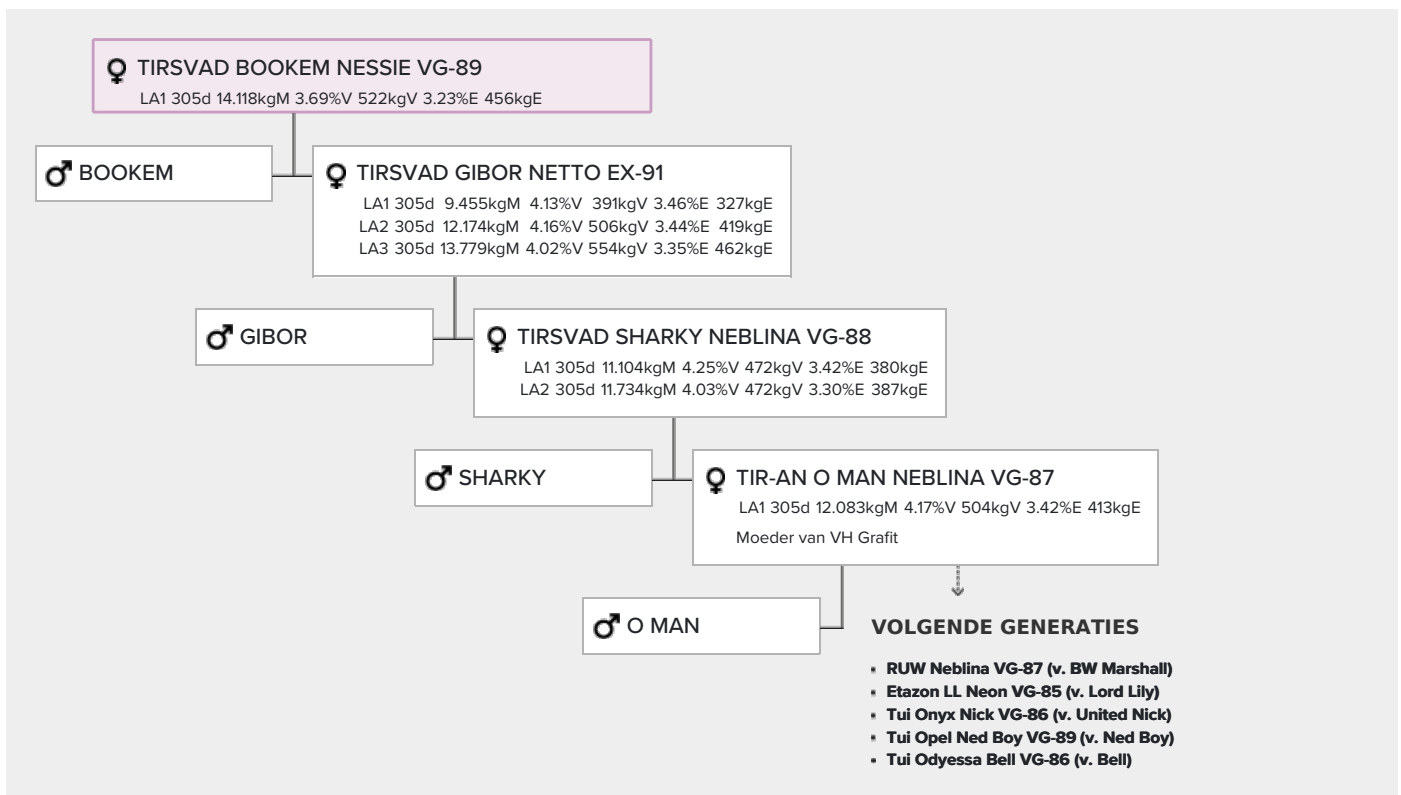 TIRSVAD BOOKEM NESSIE VG-89
LA1 305d 14.118kgM 3.69%V 522kgV 3.23%E 456kgE
BOOKEM
TIRSVAD GIBOR NETTO EX-91
LA1 305d 9.455kgM 4.13%V 391kgV 3.46%E 327kgE
LA2 305d 12.174kgM 4.16%V 506kgV 3.44%E 419kgE
LA3 305d 13.779kgM 4.02%V 554kgV 3.35%E 462kgE
GIBOR
TIRSVAD SHARKY NEBLINA VG-88
LA1 305d 11.104kgM 4.25%V 472kgV 3.42%E 380kgE
LA2 305d 11.734kgM 4.03%V 472kgV 3.30%E 387kgE
SHARKY
TIR-AN O MAN NEBLINA VG-87
LA1 305d 12.083kgM 4.17%V 504kgV 3.42%E 413kgE
Moeder van VH Grafit
O MAN
VOLGENDE GENERATIES
▪ RUW Neblina VG-87 (v. BW Marshall)
▪ Etazon LL Neon VG-85 (v. Lord Lily)
▪ Tui Onyx Nick VG-86 (v. United Nick)
▪ Tui Opel Ned Boy VG-89 (v. Ned Boy)
▪ Tui Odyessa Bell VG-86 (v. Bell)